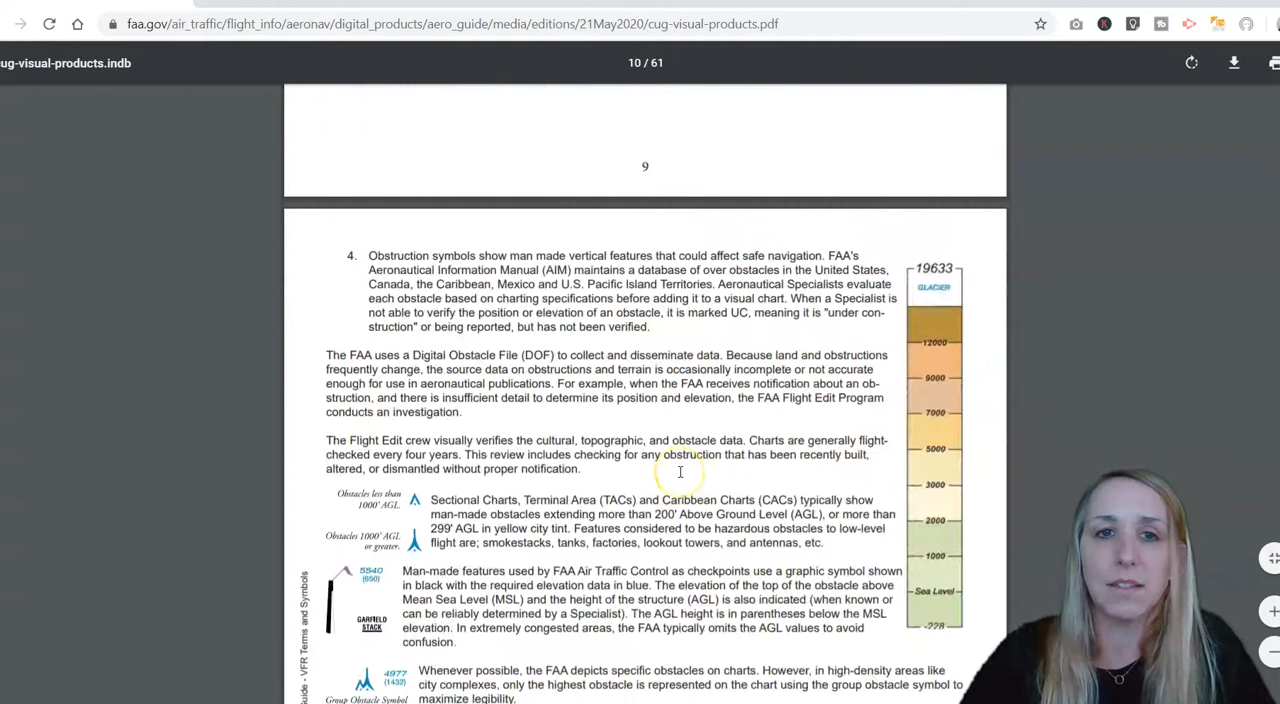 faa.gov/air_traffic/flight_info/aeronav/digital_products/aero_guide/media/editions/21May2020/cug-visual-products.pdf
ug-visual-products.indb
10 / 61
9
4. Obstruction symbols show man made vertical features that could affect safe navigation. FAA's
Aeronautical Information Manual (AIM) maintains a database of over obstacles in the United States,
Canada, the Caribbean, Mexico and U.S. Pacific Island Territories. Aeronautical Specialists evaluate
each obstacle based on charting specifications before adding it to a visual chart. When a Specialist is
not able to verify the position or elevation of an obstacle, it is marked UC, meaning it is "under con-
struction" or being reported, but has not been verified.
The FAA uses a Digital Obstacle File (DOF) to collect and disseminate data. Because land and obstructions
frequently change, the source data on obstructions and terrain is occasionally incomplete or not accurate
enough for use in aeronautical publications. For example, when the FAA receives notification about an ob-
struction, and there is insufficient detail to determine its position and elevation, the FAA Flight Edit Program
conducts an investigation.
The Flight Edit crew visually verifies the cultural, topographic, and obstacle data. Charts are generally flight-
checked every four years. This review includes checking for any obstruction that has been recently built,
altered, or dismantled without proper notification.
Obstacles less than
1000' AGL.
Sectional Charts, Terminal Area (TACs) and Caribbean Charts (CACs) typically show
man-made obstacles extending more than 200' Above Ground Level (AGL), or more than
299' AGL in yellow city tint. Features considered to be hazardous obstacles to low-level
flight are; smokestacks, tanks, factories, lookout towers, and antennas, etc.
Obstacles 1000' AGL
or greater.
5540
(650)
GARFIELD
STACK
Man-made features used by FAA Air Traffic Control as checkpoints use a graphic symbol shown
in black with the required elevation data in blue. The elevation of the top of the obstacle above
Mean Sea Level (MSL) and the height of the structure (AGL) is also indicated (when known or
can be reliably determined by a Specialist). The AGL height is in parentheses below the MSL
elevation. In extremely congested areas, the FAA typically omits the AGL values to avoid
confusion.
4977
(1432)
Group Obstacle Symbol
Whenever possible, the FAA depicts specific obstacles on charts. However, in high-density areas like
city complexes, only the highest obstacle is represented on the chart using the group obstacle symbol to
maximize legibility.
19633
GLACIER
12000
9000
7000
5000
3000
2000
1000
Sea Level
-228
Guide - VFR Terms and Symbols